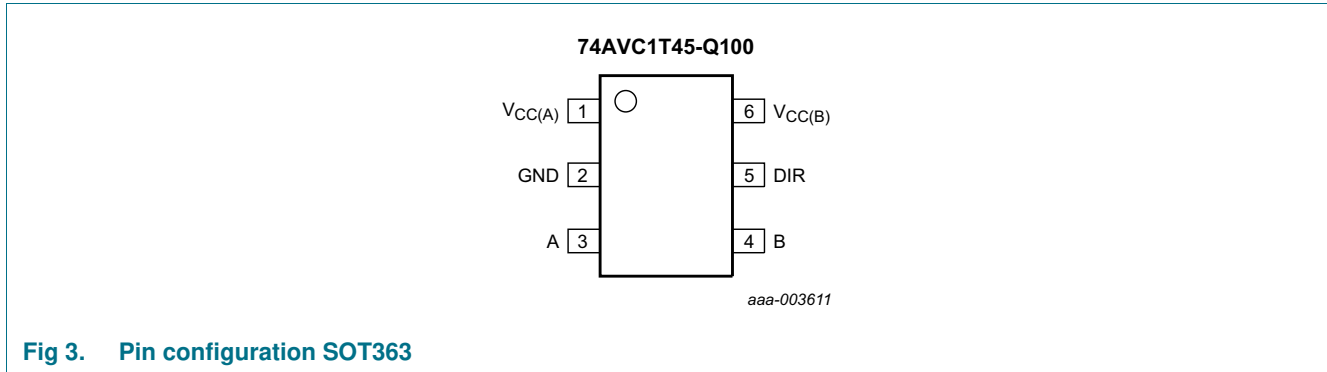 74AVC1T45-Q100
VCC(A) 1 6 VCC(B)
GND 2 5 DIR
A 3 4 B
aaa-003611
Fig 3. Pin configuration SOT363